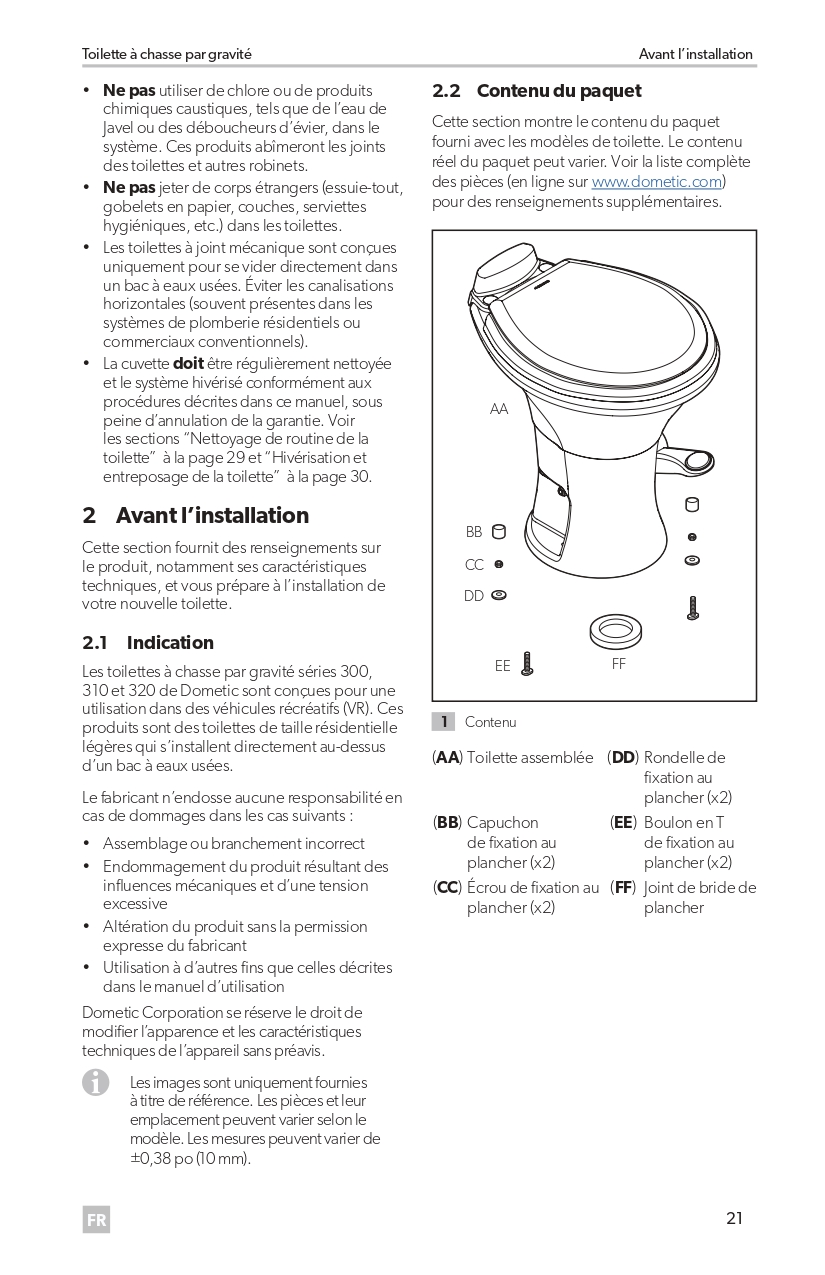 Toilette à chasse par gravité
Avant l’installation
• Ne pas utiliser de chlore ou de produits
chimiques caustiques, tels que de l’eau de
Javel ou des déboucheurs d’évier, dans le
système. Ces produits abîmeront les joints
des toilettes et autres robinets.
• Ne pas jeter de corps étrangers (essuie-tout,
gobelets en papier, couches, serviettes
hygiéniques, etc.) dans les toilettes.
• Les toilettes à joint mécanique sont conçues
uniquement pour se vider directement dans
un bac à eaux usées. Éviter les canalisations
horizontales (souvent présentes dans les
systèmes de plomberie résidentiels ou
commerciaux conventionnels).
• La cuvette doit être régulièrement nettoyée
et le système hivérisé conformément aux
procédures décrites dans ce manuel, sous
peine d’annulation de la garantie. Voir
les sections “Nettoyage de routine de la
toilette” à la page 29 et “Hivérisation et
entreposage de la toilette” à la page 30.
2 Avant l’installation
Cette section fournit des renseignements sur
le produit, notamment ses caractéristiques
techniques, et vous prépare à l’installation de
votre nouvelle toilette.
2.1 Indication
Les toilettes à chasse par gravité séries 300,
310 et 320 de Dometic sont conçues pour une
utilisation dans des véhicules récréatifs (VR). Ces
produits sont des toilettes de taille résidentielle
légères qui s’installent directement au-dessus
d’un bac à eaux usées.
Le fabricant n’endosse aucune responsabilité en
cas de dommages dans les cas suivants :
• Assemblage ou branchement incorrect
• Endommagement du produit résultant des
influences mécaniques et d’une tension
excessive
• Altération du produit sans la permission
expresse du fabricant
• Utilisation à d’autres fins que celles décrites
dans le manuel d’utilisation
Dometic Corporation se réserve le droit de
modifier l’apparence et les caractéristiques
techniques de l’appareil sans préavis.
Les images sont uniquement fournies
à titre de référence. Les pièces et leur
emplacement peuvent varier selon le
modèle. Les mesures peuvent varier de
±0,38 po (10 mm).
2.2 Contenu du paquet
Cette section montre le contenu du paquet
fourni avec les modèles de toilette. Le contenu
réel du paquet peut varier. Voir la liste complète
des pièces (en ligne sur www.dometic.com)
pour des renseignements supplémentaires.
AA
BB
CC
DD
EE
FF
1 Contenu
(AA) Toilette assemblée
(DD) Rondelle de
fixation au
plancher (x2)
(BB) Capuchon
de fixation au
plancher (x2)
(EE) Boulon en T
de fixation au
plancher (x2)
(CC) Écrou de fixation au
plancher (x2)
(FF) Joint de bride de
plancher
FR
21